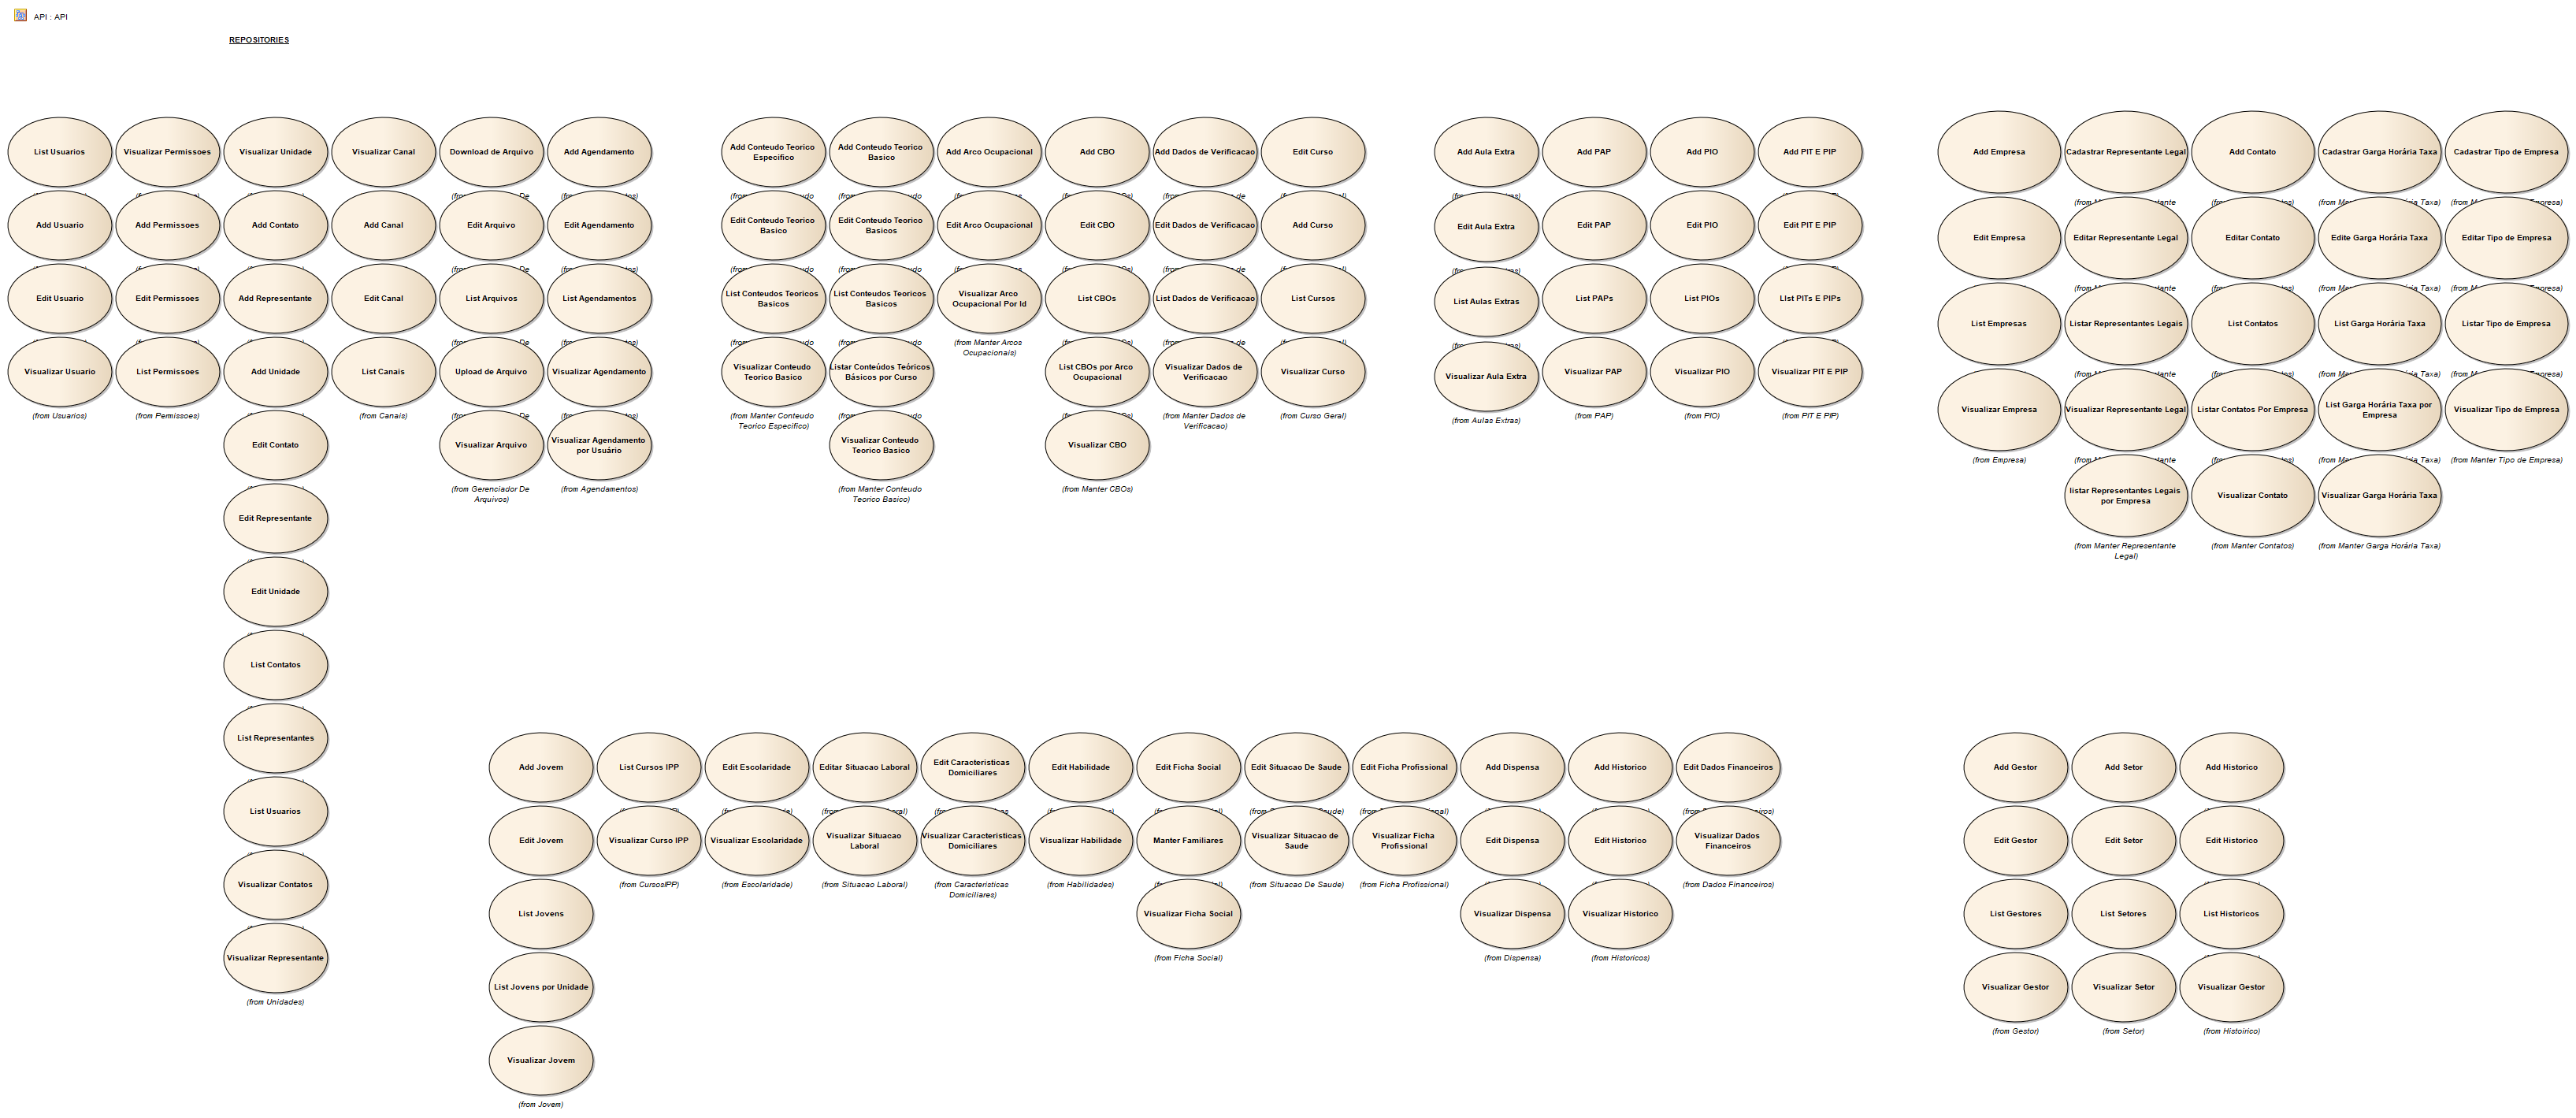 API : API
REPOSITORIES
List Usuarios
Add Usuario
Edit Usuario
Visualizar Usuario
(from Usuarios)
Visualizar Permissoes
Add Permissoes
Edit Permissoes
List Permissoes
(from Permissoes)
Visualizar Unidade
Add Contato
Add Representante
Add Unidade
Edit Contato
Edit Representante
Edit Unidade
List Contatos
List Representantes
List Usuarios
Visualizar Contatos
Visualizar Representante
(from Unidades)
Visualizar Canal
Add Canal
Edit Canal
List Canais
(from Canais)
Download de Arquivo
Edit Arquivo
List Arquivos
Upload de Arquivo
Visualizar Arquivo
(from Gerenciador De
Arquivos)
Add Agendamento
Edit Agendamento
List Agendamentos
Visualizar Agendamento
Visualizar Agendamento
por Usuário
(from Agendamentos)
Add Conteudo Teorico
Especifico
Edit Conteudo Teorico
Basico
List Conteudos Teoricos
Basicos
Visualizar Conteudo
Teorico Basico
(from Manter Conteudo
Teorico Especifico)
Add Conteudo Teorico
Basico
Edit Conteudo Teorico
Basicos
List Conteudos Teoricos
Basicos
Listar Conteúdos Teóricos
Básicos por Curso
Visualizar Conteudo
Teorico Basico
(from Manter Conteudo
Teorico Basico)
Add Arco Ocupacional
Edit Arco Ocupacional
Visualizar Arco
Ocupacional Por Id
(from Manter Arcos
Ocupacionais)
Add CBO
Edit CBO
List CBOs
List CBOs por Arco
Ocupacional
Visualizar CBO
(from Manter CBOs)
Add Dados de Verificacao
Edit Dados de Verificacao
List Dados de Verificacao
Visualizar Dados de
Verificacao
(from Manter Dados de
Verificacao)
Edit Curso
Add Curso
List Cursos
Visualizar Curso
(from Curso Geral)
Add Aula Extra
Edit Aula Extra
List Aulas Extras
Visualizar Aula Extra
(from Aulas Extras)
Add PAP
Edit PAP
List PAPs
Visualizar PAP
(from PAP)
Add PIO
Edit PIO
List PIOs
Visualizar PIO
(from PIO)
Add PIT E PIP
Edit PIT E PIP
LIst PITs E PIPs
Visualizar PIT E PIP
(from PIT E PIP)
Add Empresa
Edit Empresa
List Empresas
Visualizar Empresa
(from Empresa)
Cadastrar Representante Legal
Editar Representante Legal
Listar Representantes Legais
Visualizar Representante Legal
listar Representantes Legais
por Empresa
(from Manter Representante
Legal)
Add Contato
Editar Contato
List Contatos
Listar Contatos Por Empresa
Visualizar Contato
(from Manter Contatos)
Cadastrar Garga Horária Taxa
Edite Garga Horária Taxa
List Garga Horária Taxa
List Garga Horária Taxa por
Empresa
Visualizar Garga Horária Taxa
(from Manter Garga Horária Taxa)
Cadastrar Tipo de Empresa
Editar Tipo de Empresa
Listar Tipo de Empresa
Visualizar Tipo de Empresa
(from Manter Tipo de Empresa)
Add Jovem
Edit Jovem
List Jovens
List Jovens por Unidade
Visualizar Jovem
(from Jovem)
List Cursos IPP
Visualizar Curso IPP
(from CursosIPP)
Edit Escolaridade
Visualizar Escolaridade
(from Escolaridade)
Editar Situacao Laboral
Visualizar Situacao
Laboral
(from Situacao Laboral)
Edit Caracteristicas
Domiciliares
Visualizar Caracteristicas
Domiciliares
(from Caracteristicas
Domiciliares)
Edit Habilidade
Visualizar Habilidade
(from Habilidades)
Edit Ficha Social
Manter Familiares
Visualizar Ficha Social
(from Ficha Social)
Edit Situacao De Saude
Visualizar Situacao de
Saude
(from Situacao De Saude)
Edit Ficha Profissional
Visualizar Ficha
Profissional
(from Ficha Profissional)
Add Dispensa
Edit Dispensa
Visualizar Dispensa
(from Dispensa)
Add Historico
Edit Historico
Visualizar Historico
(from Historicos)
Edit Dados Financeiros
Visualizar Dados
Financeiros
(from Dados Financeiros)
Add Gestor
Edit Gestor
List Gestores
Visualizar Gestor
(from Gestor)
Add Setor
Edit Setor
List Setores
Visualizar Setor
(from Setor)
Add Historico
Edit Historico
List Historicos
Visualizar Gestor
(from Histoirico)